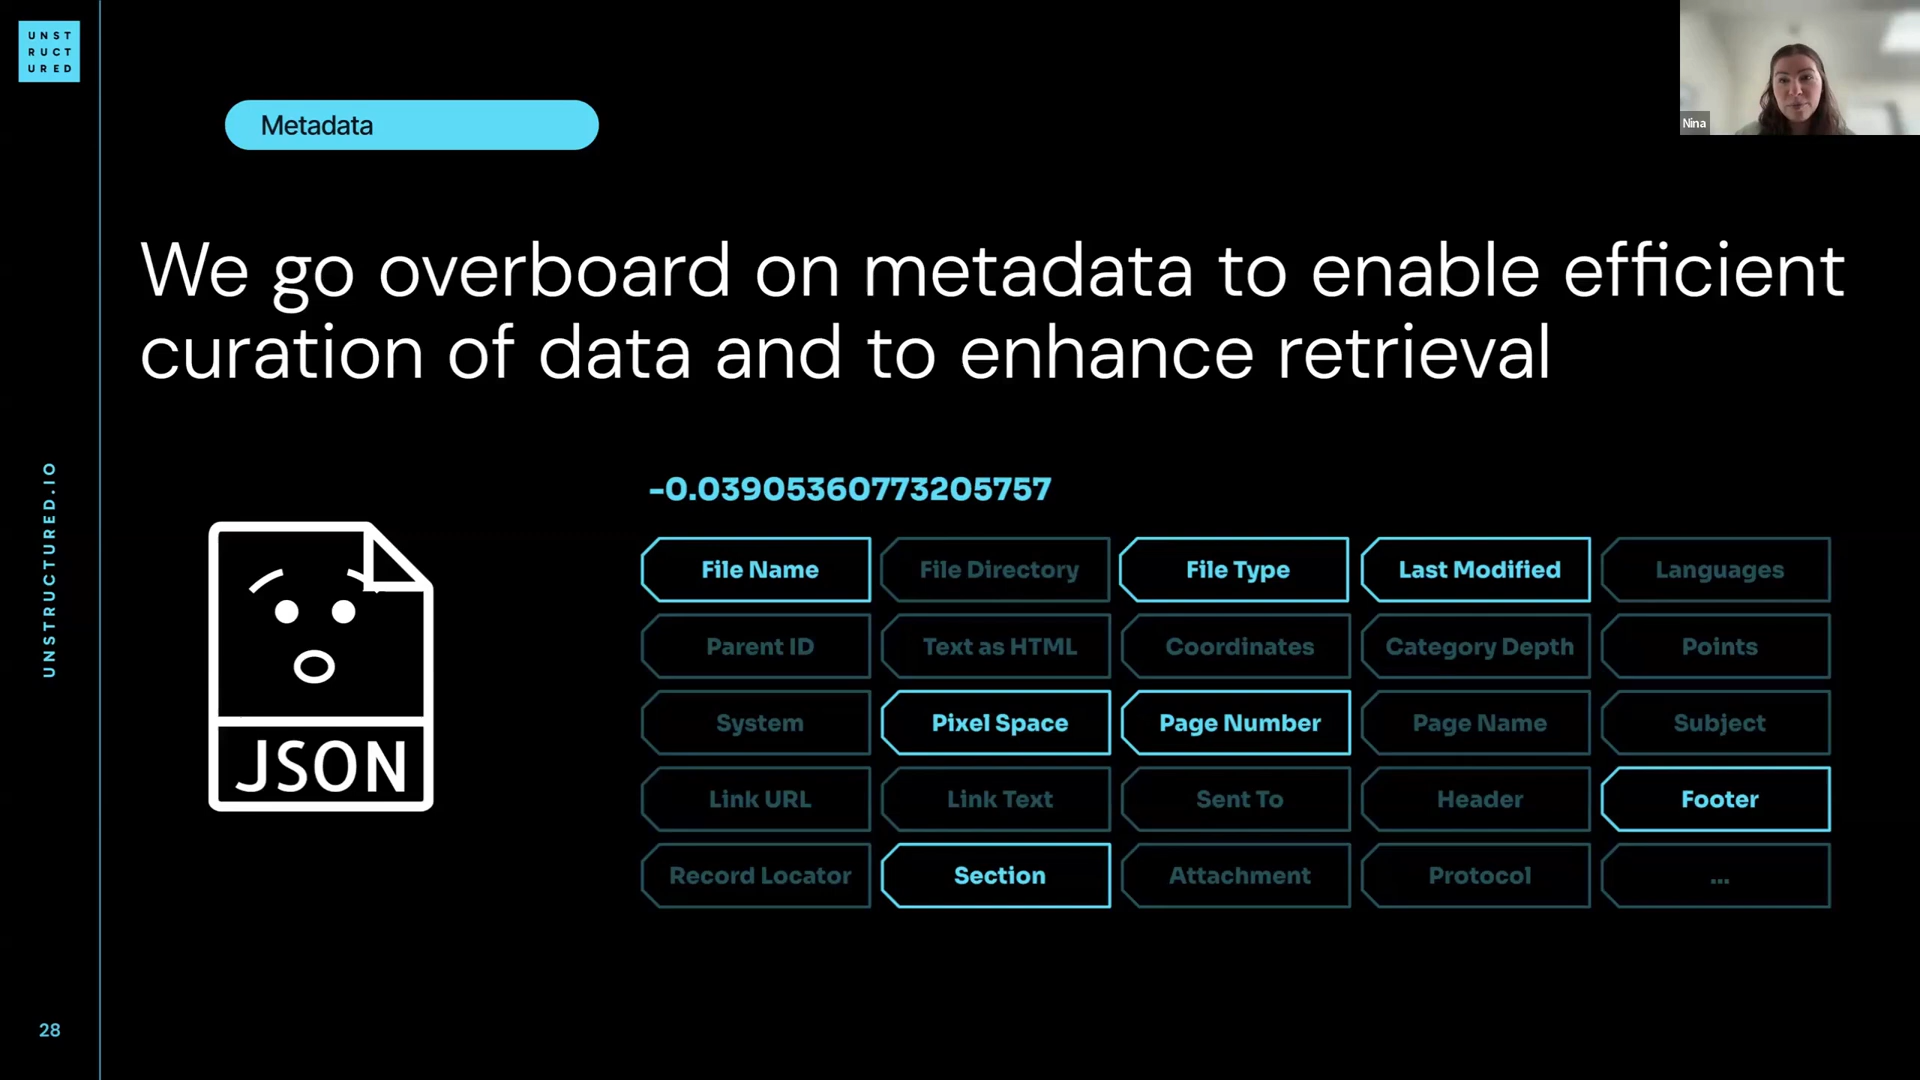 UNST
RUCT
URED
Metadata
Nina
We go overboard on metadata to enable efficient
curation of data and to enhance retrieval
-0.03905360773205757
File Name
File Directory
File Type
Last Modified
Languages
Parent ID
Text as HTML
Coordinates
Category Depth
Points
System
Pixel Space
Page Number
Page Name
Subject
Link URL
Link Text
Sent To
Header
Footer
Record Locator
Section
Attachment
Protocol
...
JSON
UNSTRUCTURED.IO
28